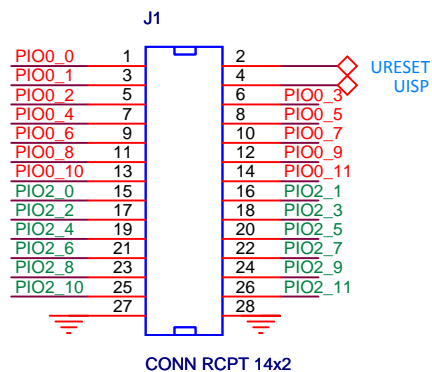 J1
PIO0_0 1 2 URESET
PIO0_1 3 4 UISP
PIO0_2 5 6 PIO0_3
PIO0_4 7 8 PIO0_5
PIO0_6 9 10 PIO0_7
PIO0_8 11 12 PIO0_9
PIO0_10 13 14 PIO0_11
PIO2_0 15 16 PIO2_1
PIO2_2 17 18 PIO2_3
PIO2_4 19 20 PIO2_5
PIO2_6 21 22 PIO2_7
PIO2_8 23 24 PIO2_9
PIO2_10 25 26 PIO2_11
27 28
CONN RCPT 14x2